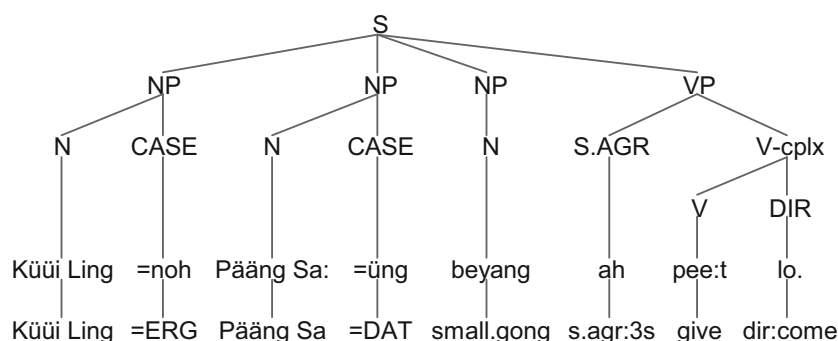 S
NP NP NP VP
N CASE N CASE N S.AGR V-cplx
V DIR
Küüi Ling =noh Pääng Sa: =üng beyang ah pee:t lo.
Küüi Ling =ERG Pääng Sa =DAT small.gong s.agr:3s give dir:come